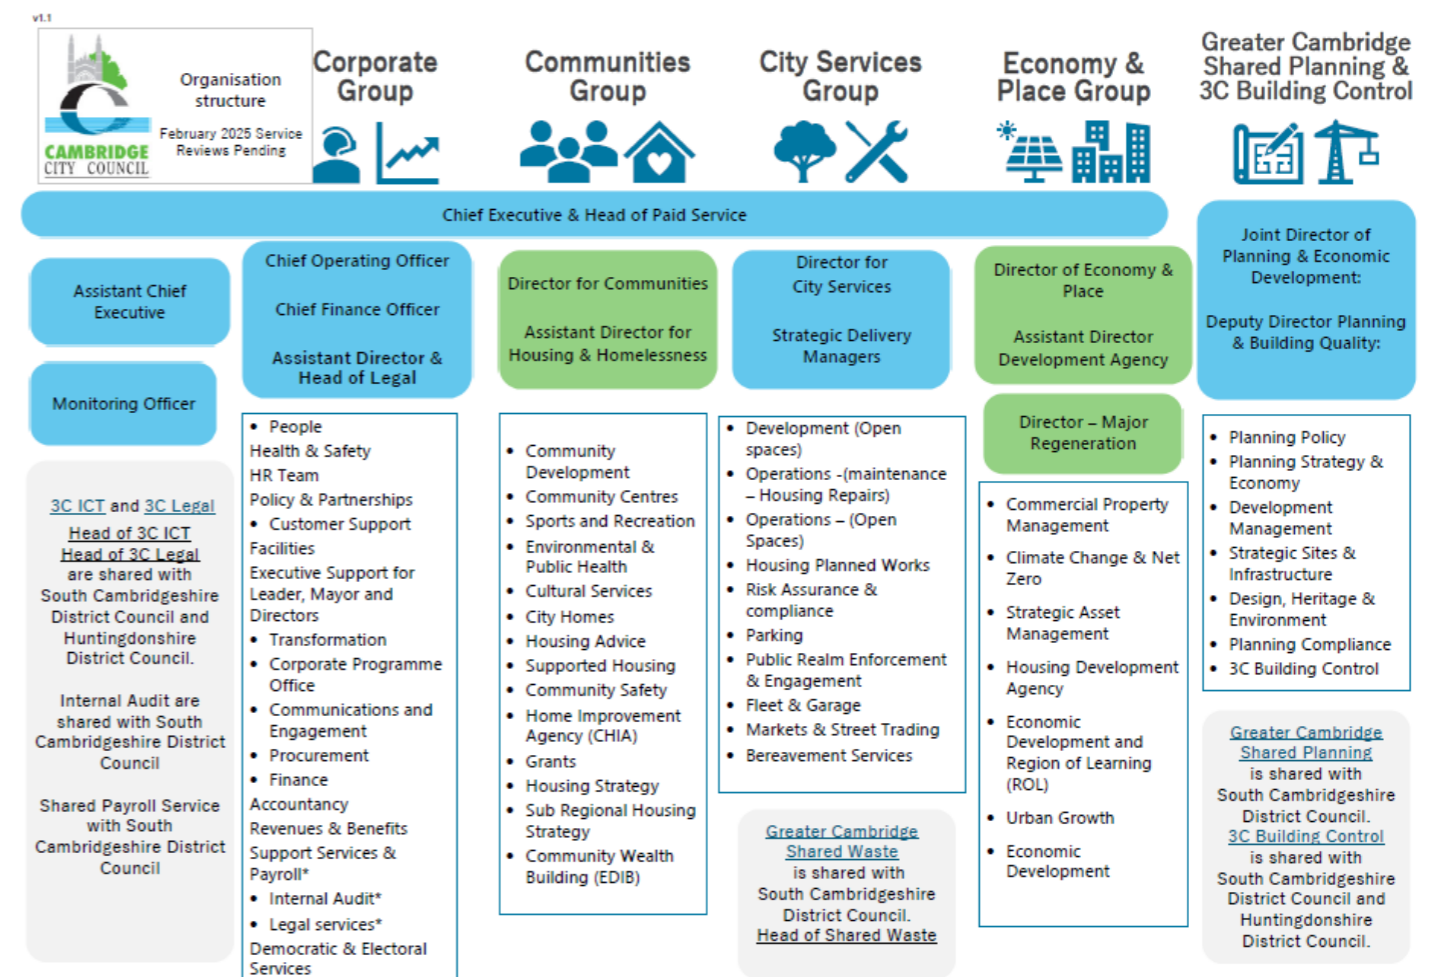 v1.1
CAMBRIDGE
CITY COUNCIL
Organisation
structure
February 2025 Service
Reviews Pending
Corporate
Group
Communities
Group
City Services
Group
Economy &
Place Group
Greater Cambridge
Shared Planning &
3C Building Control
Chief Executive & Head of Paid Service
Assistant Chief
Executive
Monitoring Officer
3C ICT and 3C Legal
Head of 3C ICT
Head of 3C Legal
are shared with
South Cambridgeshire
District Council and
Huntingdonshire
District Council.
Internal Audit are
shared with South
Cambridgeshire District
Council
Shared Payroll Service
with South
Cambridgeshire District
Council
Chief Operating Officer
Chief Finance Officer
Assistant Director &
Head of Legal
• People
Health & Safety
HR Team
Policy & Partnerships
• Customer Support
Facilities
Executive Support for
Leader, Mayor and
Directors
• Transformation
• Corporate Programme
Office
• Communications and
Engagement
• Procurement
• Finance
Accountancy
Revenues & Benefits
Support Services &
Payroll*
• Internal Audit*
• Legal services*
Democratic & Electoral
Services
Director for Communities
Assistant Director for
Housing & Homelessness
• Community
Development
• Community Centres
• Sports and Recreation
• Environmental &
Public Health
• Cultural Services
• City Homes
• Housing Advice
• Supported Housing
• Community Safety
• Home Improvement
Agency (CHIA)
• Grants
• Housing Strategy
• Sub Regional Housing
Strategy
• Community Wealth
Building (EDIB)
Director for
City Services
Strategic Delivery
Managers
• Development (Open
spaces)
• Operations -(maintenance
– Housing Repairs)
• Operations – (Open
Spaces)
• Housing Planned Works
• Risk Assurance &
compliance
• Parking
• Public Realm Enforcement
& Engagement
• Fleet & Garage
• Markets & Street Trading
• Bereavement Services
Greater Cambridge
Shared Waste
is shared with
South Cambridgeshire
District Council.
Head of Shared Waste
Director of Economy &
Place
Assistant Director
Development Agency
Director – Major
Regeneration
• Commercial Property
Management
• Climate Change & Net
Zero
• Strategic Asset
Management
• Housing Development
Agency
• Economic
Development and
Region of Learning
(ROL)
• Urban Growth
• Economic
Development
Joint Director of
Planning & Economic
Development:
Deputy Director Planning
& Building Quality:
• Planning Policy
• Planning Strategy &
Economy
• Development
Management
• Strategic Sites &
Infrastructure
• Design, Heritage &
Environment
• Planning Compliance
• 3C Building Control
Greater Cambridge
Shared Planning
is shared with
South Cambridgeshire
District Council.
3C Building Control
is shared with
South Cambridgeshire
District Council and
Huntingdonshire
District Council.